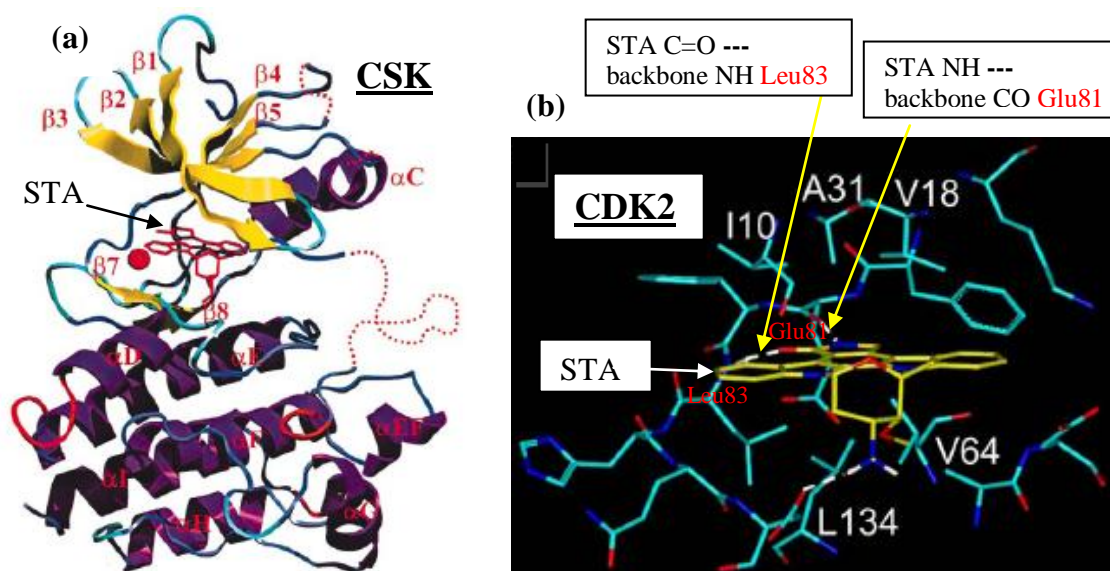 (a)
CSK
β1
β4
β2
β5
β3
αC
STA
β7
β8
αD
αE
αF
αEF
αI
αG
αH
STA C=O ---
backbone NH Leu83
STA NH ---
backbone CO Glu81
(b)
CDK2
A31
V18
I10
Glu81
STA
Leu83
V64
L134